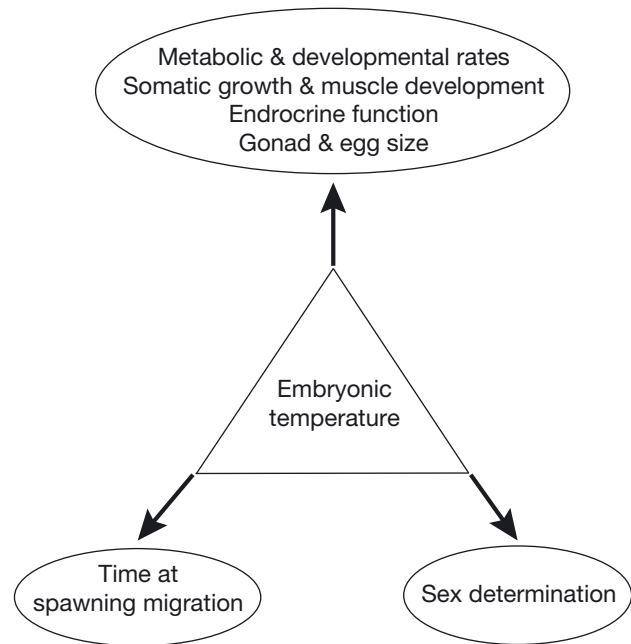 Metabolic & developmental rates
Somatic growth & muscle development
Endrocrine function
Gonad & egg size
Embryonic
temperature
Time at
spawning migration
Sex determination